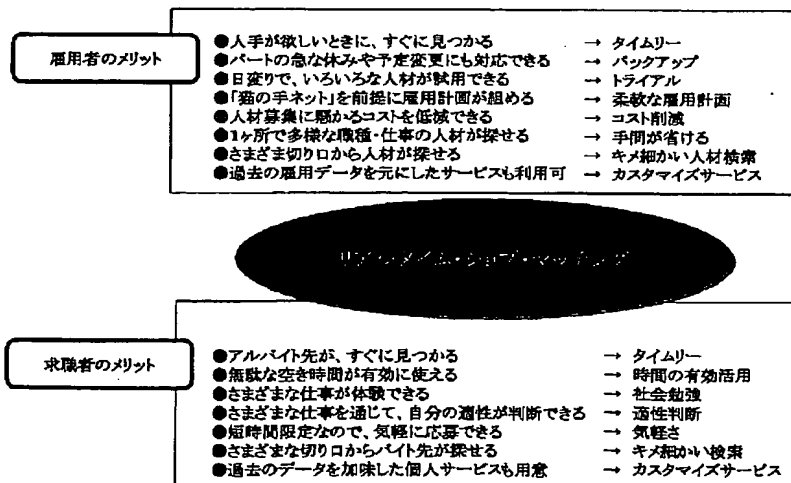 雇用者のメリット
●人手が欲しいときに、すぐに見つかる → タイムリー
●パートの急な休みや予定変更にも対応できる → バックアップ
●日変りで、いろいろな人材が試用できる → トライアル
●「猫の手ネット」を前提に雇用計画が組める → 柔軟な雇用計画
●人材募集に懸かるコストを低減できる → コスト削減
●1ヶ所で多様な職種・仕事の人材が探せる → 手間が省ける
●さまざま切り口から人材が探せる → キメ細かい人材検索
●過去の雇用データを元にしたサービスも利用可 → カスタマイズサービス
リアル・タイム・ジョブ・マッチング
求職者のメリット
●アルバイト先が、すぐに見つかる → タイムリー
●無駄な空き時間が有効に使える → 時間の有効活用
●さまざまな仕事が体験できる → 社会勉強
●さまざまな仕事を通じて、自分の適性が判断できる → 適性判断
●短時間限定なので、気軽に応募できる → 気軽さ
●さまざまな切り口からバイト先が探せる → キメ細かい検索
●過去のデータを加味した個人サービスも用意 → カスタマイズサービス